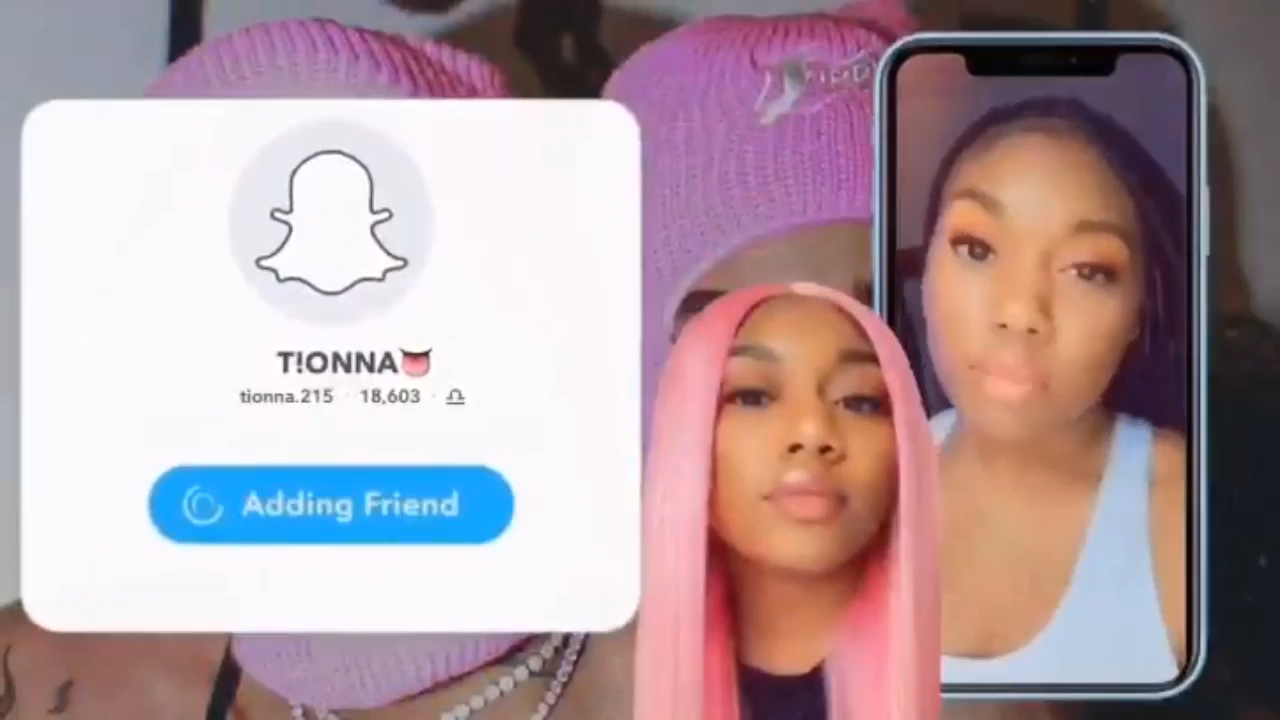 T!ONNA👅
tionna.215 · 18,603 · ♎
Adding Friend